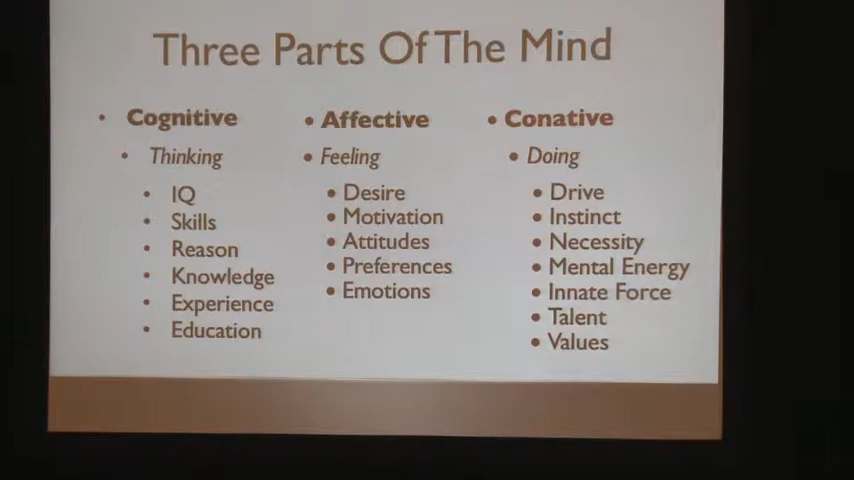 Three Parts Of The Mind
• Cognitive
• Thinking
• IQ
• Skills
• Reason
• Knowledge
• Experience
• Education
• Affective
• Feeling
• Desire
• Motivation
• Attitudes
• Preferences
• Emotions
• Conative
• Doing
• Drive
• Instinct
• Necessity
• Mental Energy
• Innate Force
• Talent
• Values